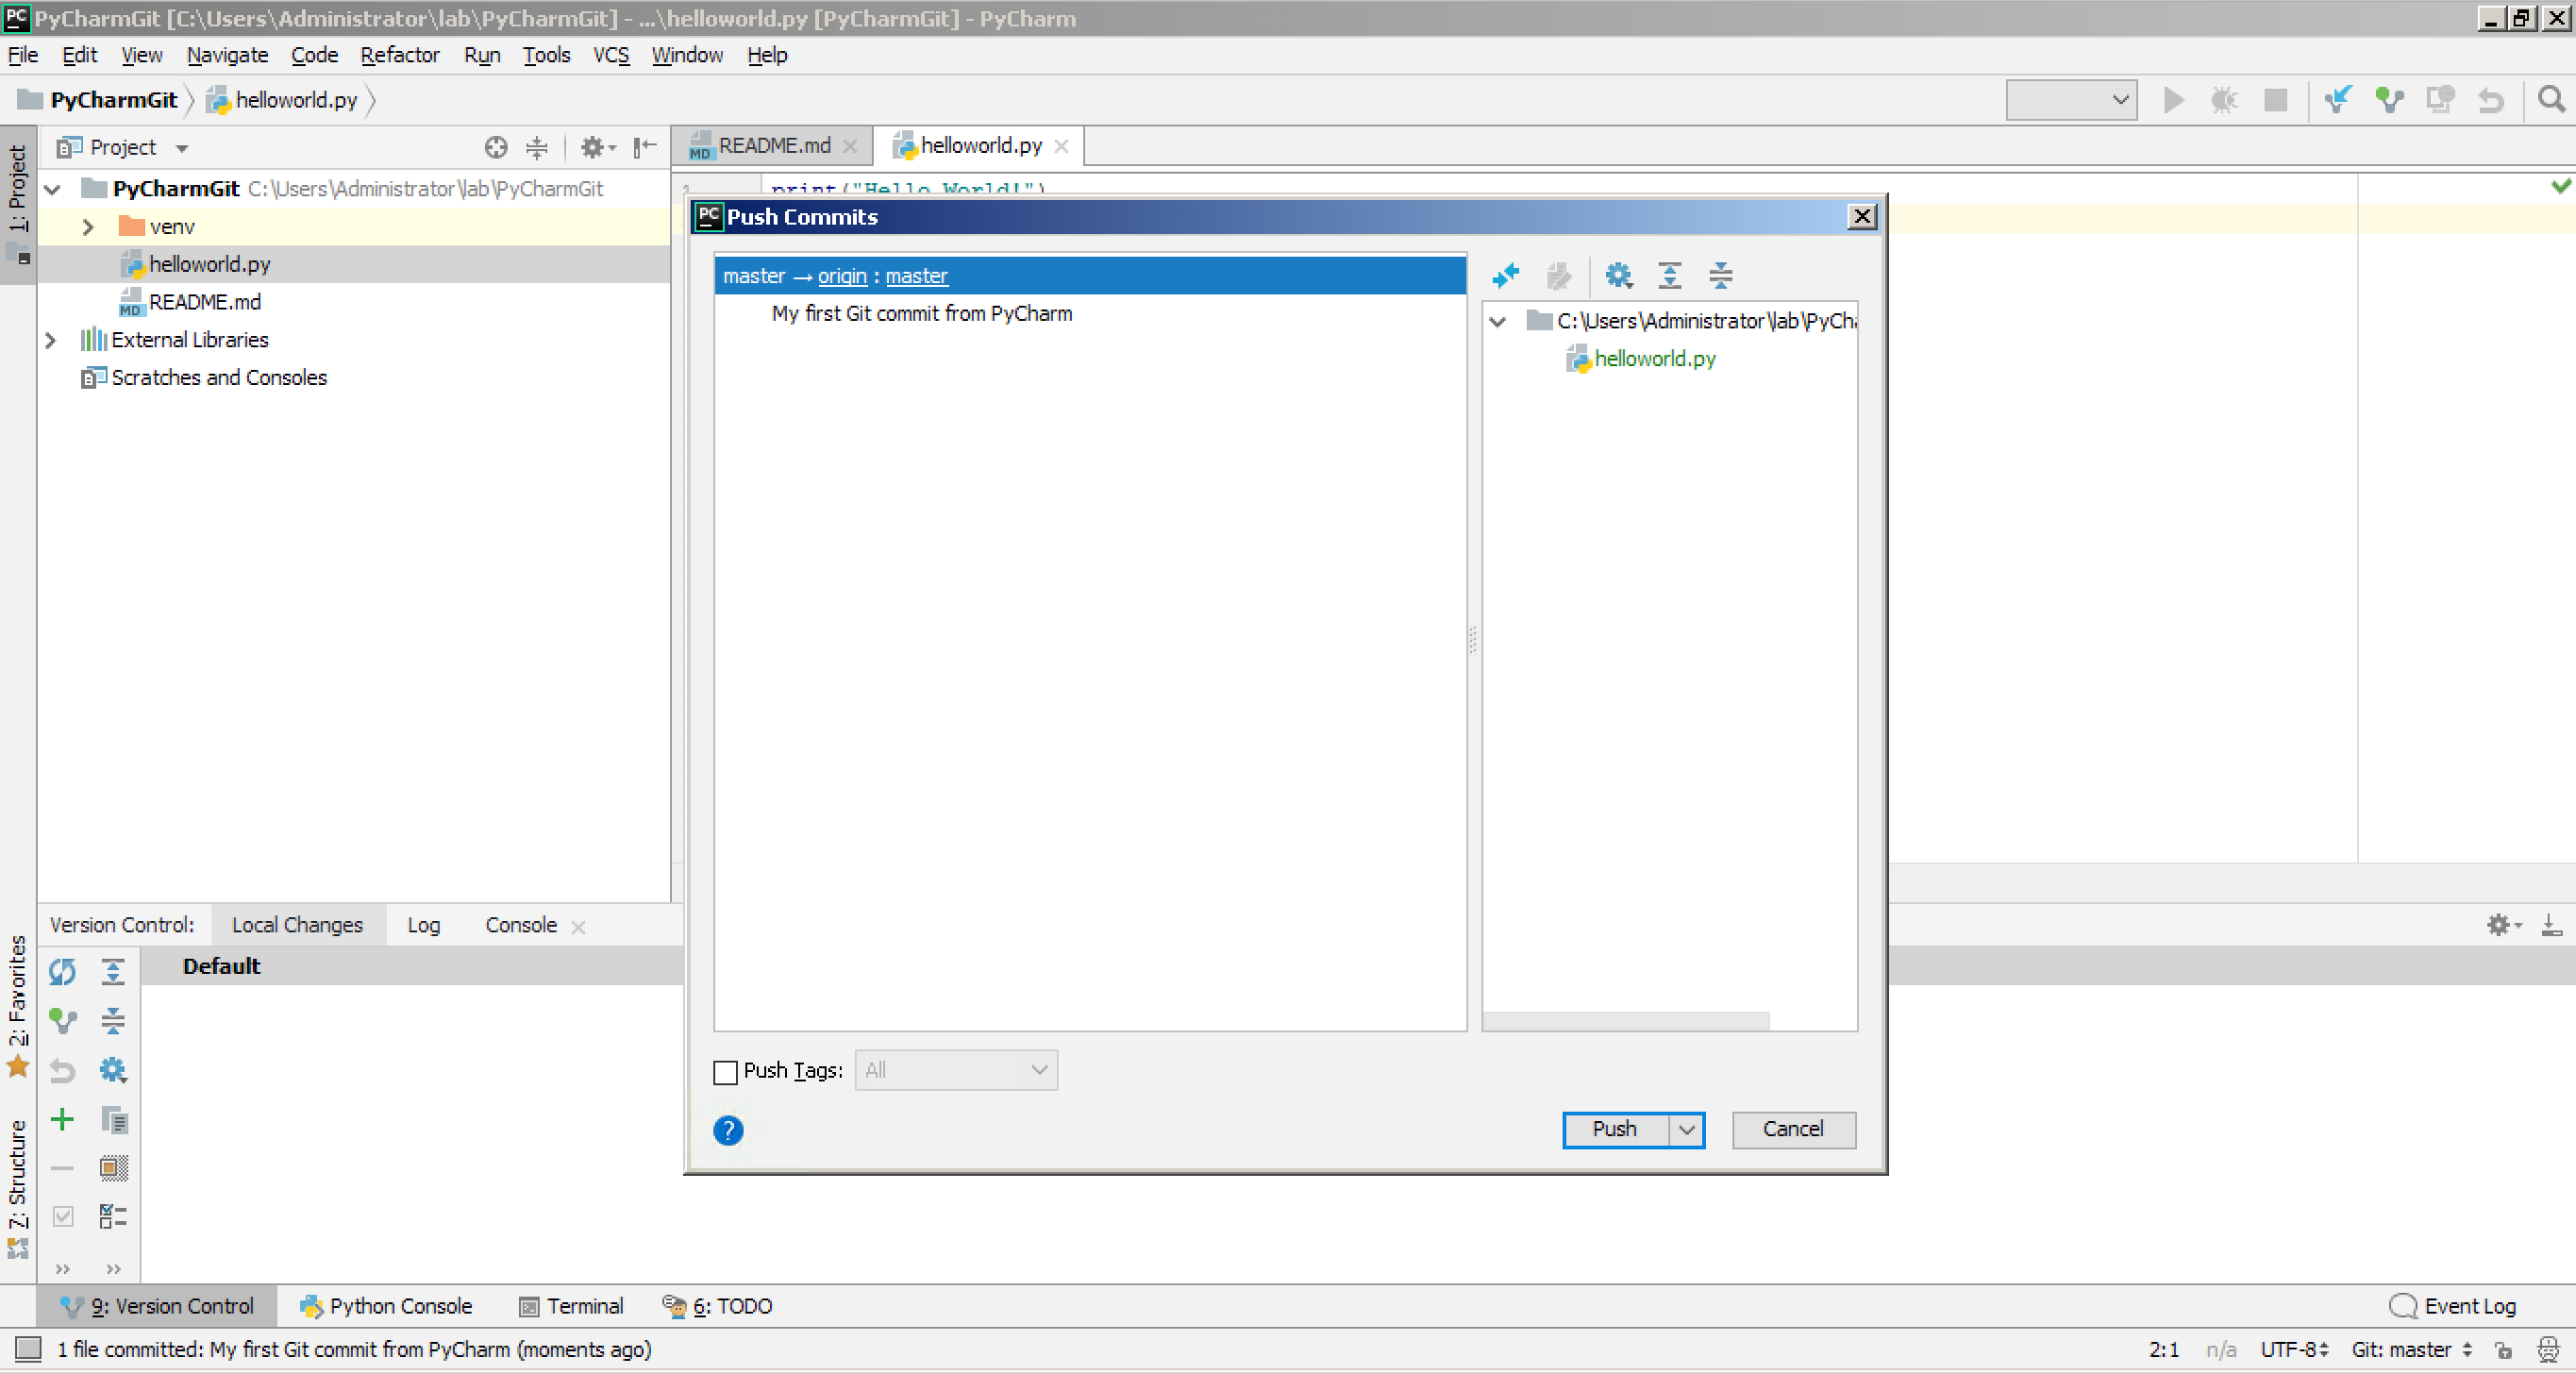 PyCharmGit [C:\Users\Administrator\lab\PyCharmGit] - ...\helloworld.py [PyCharmGit] - PyCharm
File Edit View Navigate Code Refactor Run Tools VCS Window Help
PyCharmGit helloworld.py
1: Project
Project
README.md helloworld.py
PyCharmGit C:\Users\Administrator\lab\PyCharmGit
venv
helloworld.py
README.md
External Libraries
Scratches and Consoles
1 print("Hello World!")
Push Commits
master → origin : master
My first Git commit from PyCharm
C:\Users\Administrator\lab\PyCh
helloworld.py
Push Tags: All
? Push Cancel
Version Control: Local Changes Log Console
Default
2: Favorites
7: Structure
9: Version Control Python Console Terminal 6: TODO Event Log
1 file committed: My first Git commit from PyCharm (moments ago) 2:1 n/a UTF-8 Git: master